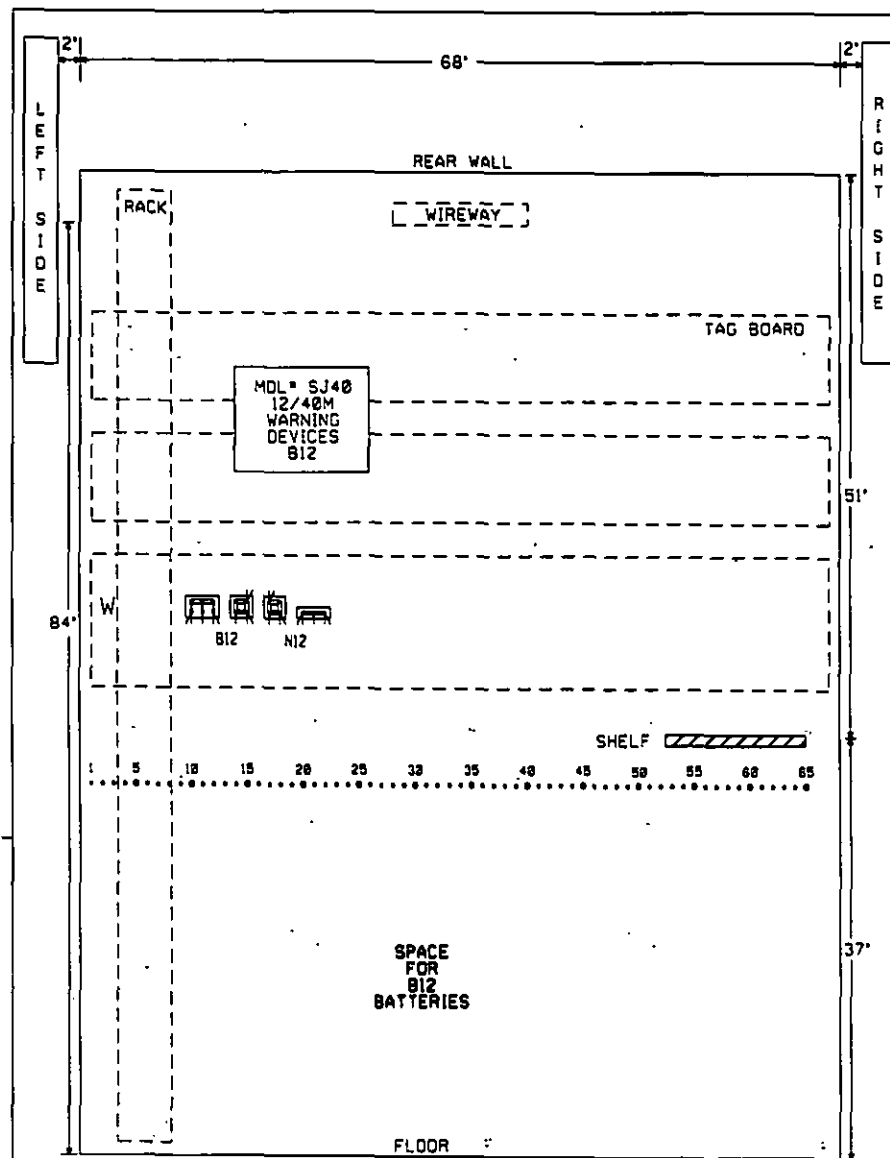 2"
68"
2"
LEFT SIDE
RIGHT SIDE
REAR WALL
RACK
WIREWAY
TAG BOARD
MDL# SJ40
12/40M
WARNING
DEVICES
B12
51"
84"
W
B12 N12
SHELF
1 5 10 15 20 25 30 35 40 45 50 55 60 65
SPACE
FOR
B12
BATTERIES
37"
FLOOR